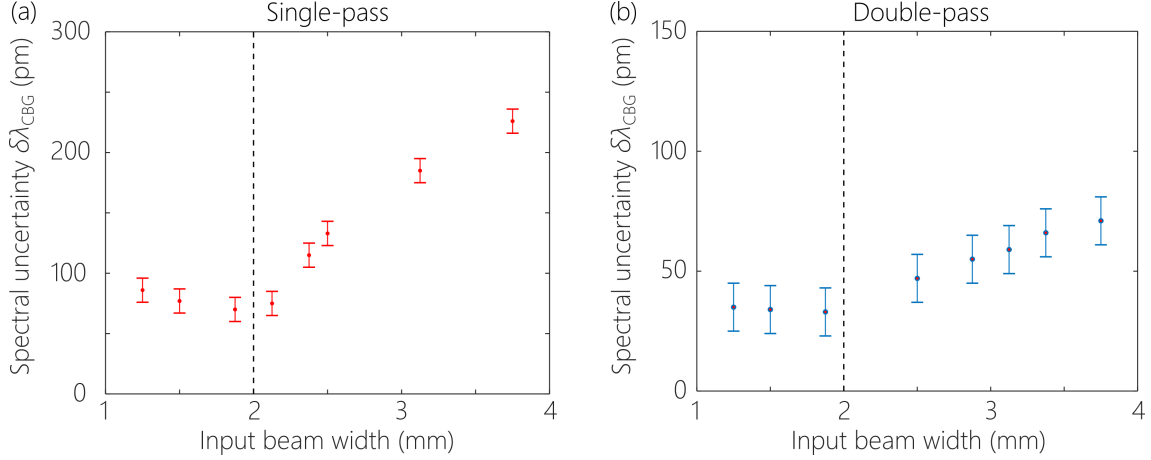 (a)
Single-pass
Spectral uncertainty δλCBG (pm)
300
200
100
0
1 2 3 4
Input beam width (mm)
(b)
Double-pass
Spectral uncertainty δλCBG (pm)
150
100
50
0
1 2 3 4
Input beam width (mm)